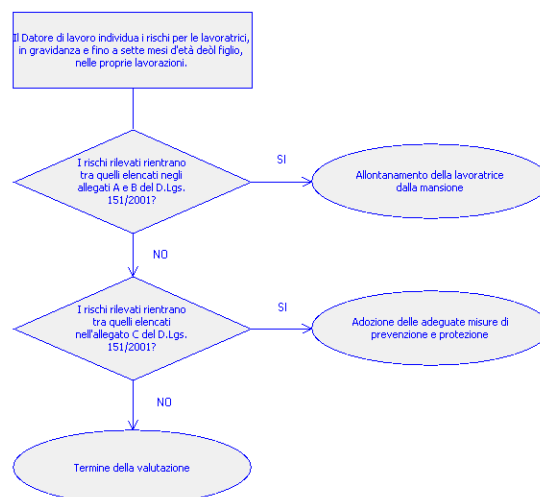 Il Datore di lavoro individua i rischi per le lavoratrici,
in gravidanza e fino a sette mesi d'età deòl figlio,
nelle proprie lavorazioni.
I rischi rilevati rientrano
tra quelli elencati negli
allegati A e B del D.Lgs.
151/2001?
SI
Allontanamento della lavoratrice
dalla mansione
NO
I rischi rilevati rientrano
tra quelli elencati
nell'allegato C del D.Lgs.
151/2001?
SI
Adozione delle adeguate misure di
prevenzione e protezione
NO
Termine della valutazione